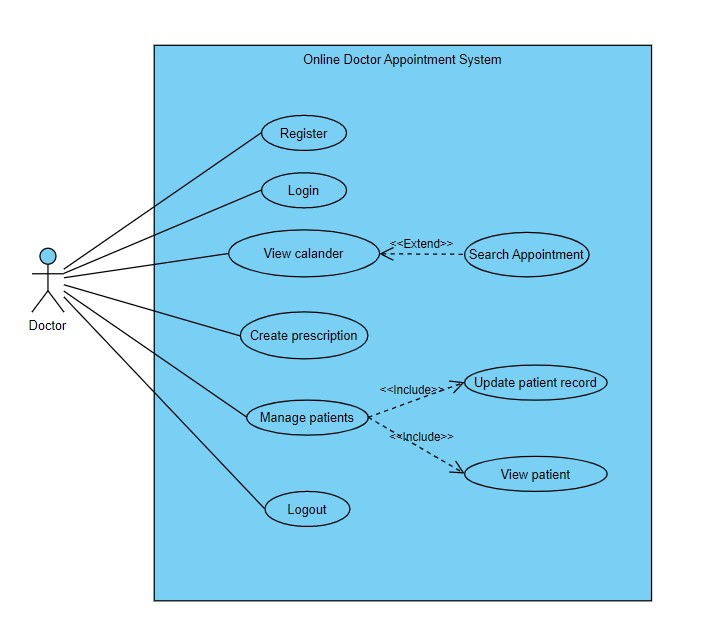 Online Doctor Appointment System
Register
Login
View calander
<<Extend>>
Search Appointment
Doctor
Create prescription
<<Include>>
Update patient record
Manage patients
<<Include>>
View patient
Logout